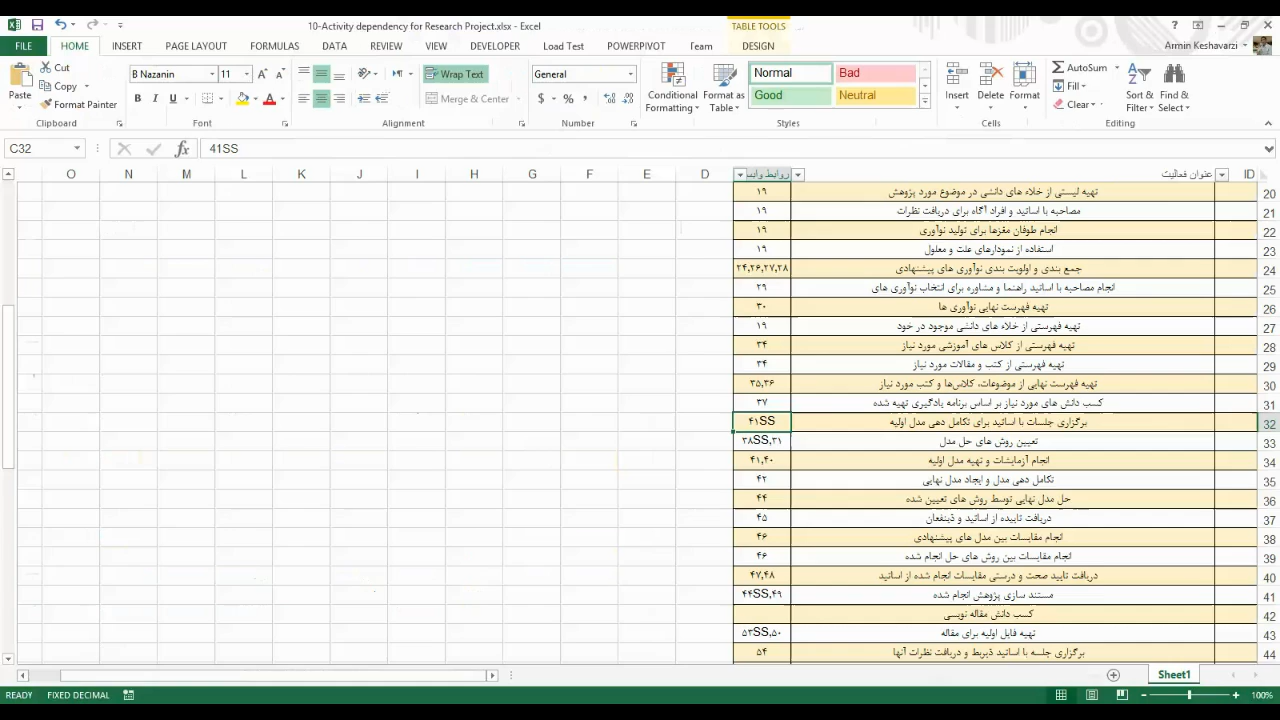 10-Activity dependency for Research Project.xlsx - Excel
TABLE TOOLS
FILE HOME INSERT PAGE LAYOUT FORMULAS DATA REVIEW VIEW DEVELOPER Load Test POWERPIVOT Team DESIGN
Armin Keshavarzi
Paste
Cut
Copy
Format Painter
B Nazanin 11
B I U
Wrap Text
Merge & Center
General
$ % ,
Conditional Formatting
Format as Table
Normal Bad
Good Neutral
Insert Delete Format
AutoSum
Fill
Clear
Sort & Filter
Find & Select
Clipboard Font Alignment Number Styles Cells Editing
C32 fx 41SS
O N M L K J I H G F E D
عنوان فعالیت ID
20 تهیه لیستی از خلاء های دانشی در موضوع مورد پژوهش ۱۹
21 مصاحبه با اساتید و افراد آگاه برای دریافت نظرات ۱۹
22 انجام طوفان مغزها برای تولید نوآوری ۱۹
23 استفاده از نمودارهای علت و معلول ۱۹
24 جمع بندی و اولویت بندی نوآوری های پیشنهادی ۲۴,۲۶,۲۷,۲۸
25 انجام مصاحبه با اساتید راهنما و مشاوره برای انتخاب نوآوری های ۲۹
26 تهیه فهرست نهایی نوآوری ها ۳۰
27 تهیه فهرستی از خلاء های دانشی موجود در خود ۱۹
28 تهیه فهرستی از کلاس های آموزشی مورد نیاز ۳۴
29 تهیه فهرستی از کتب و مقالات مورد نیاز ۳۴
30 تهیه فهرست نهایی از موضوعات، کلاس‌ها و کتب مورد نیاز ۳۵,۳۶
31 کسب دانش های مورد نیاز بر اساس برنامه یادگیری تهیه شده ۳۷
32 برگزاری جلسات با اساتید برای تکامل دهی مدل اولیه ۴۱SS
33 تعیین روش های حل مدل ۳۸SS,۳۱
34 انجام آزمایشات و تهیه مدل اولیه ۴۱,۴۰
35 تکامل دهی مدل و ایجاد مدل نهایی ۴۲
36 حل مدل نهایی توسط روش های تعیین شده ۴۴
37 دریافت تاییده از اساتید و ذینفعان ۴۵
38 انجام مقایسات بین مدل های پیشنهادی ۴۶
39 انجام مقایسات بین روش های حل انجام شده ۴۶
40 دریافت تایید صحت و درستی مقایسات انجام شده از اساتید ۴۷,۴۸
41 مستند سازی پژوهش انجام شده ۴۴SS,۴۹
42 کسب دانش مقاله نویسی
43 تهیه فایل اولیه برای مقاله ۵۳SS,۵۰
44 برگزاری جلسه با اساتید ذیربط و دریافت نظرات آنها ۵۴
Sheet1
READY FIXED DECIMAL 100%